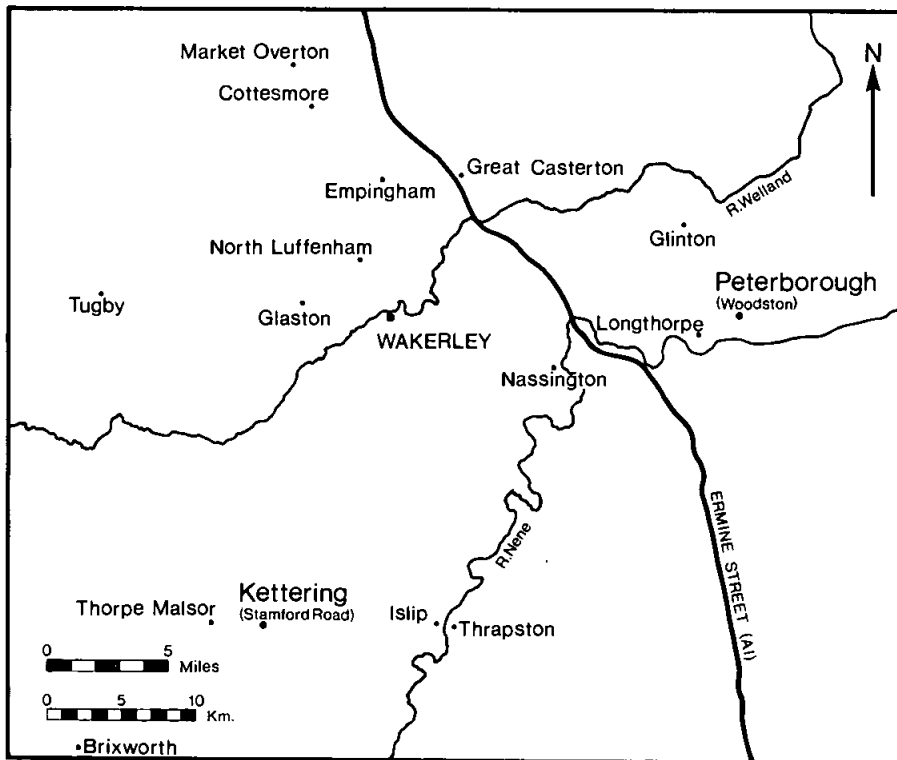 Market Overton
Cottesmore
N
Great Casterton
Empingham
R.Welland
Glinton
North Luffenham
Peterborough
(Woodston)
Tugby
Glaston
Longthorpe
WAKERLEY
Nassington
R.Nene
ERMINE STREET (A1)
Kettering
(Stamford Road)
Thorpe Malsor
Islip
Thrapston
0 5
Miles
0 5 10
Km.
Brixworth